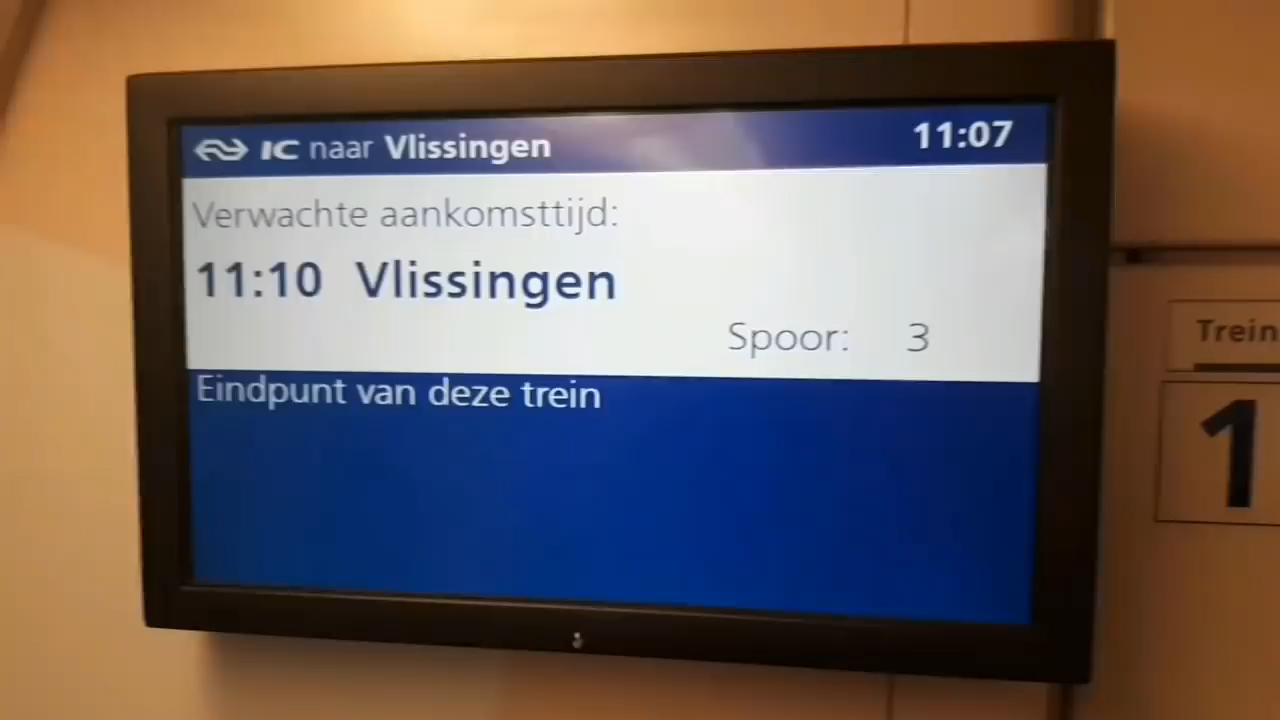 IC naar Vlissingen 11:07
Verwachte aankomsttijd:
11:10 Vlissingen
Spoor: 3
Eindpunt van deze trein
Trein
1